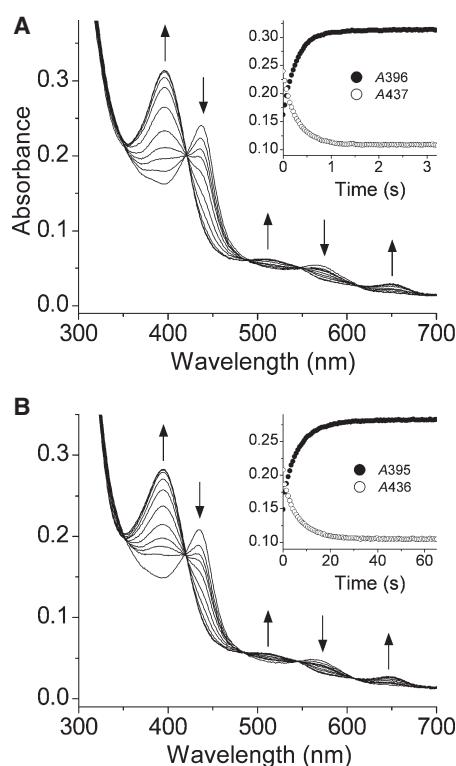 A
Absorbance
0.3
0.2
0.1
0.0
300 400 500 600 700
Wavelength (nm)
0.30
0.25
0.20
0.15
0.10
A396
A437
0 1 2 3
Time (s)
B
0.3
0.2
0.1
0.0
300 400 500 600 700
Wavelength (nm)
0.25
0.20
0.15
0.10
A395
A436
0 20 40 60
Time (s)